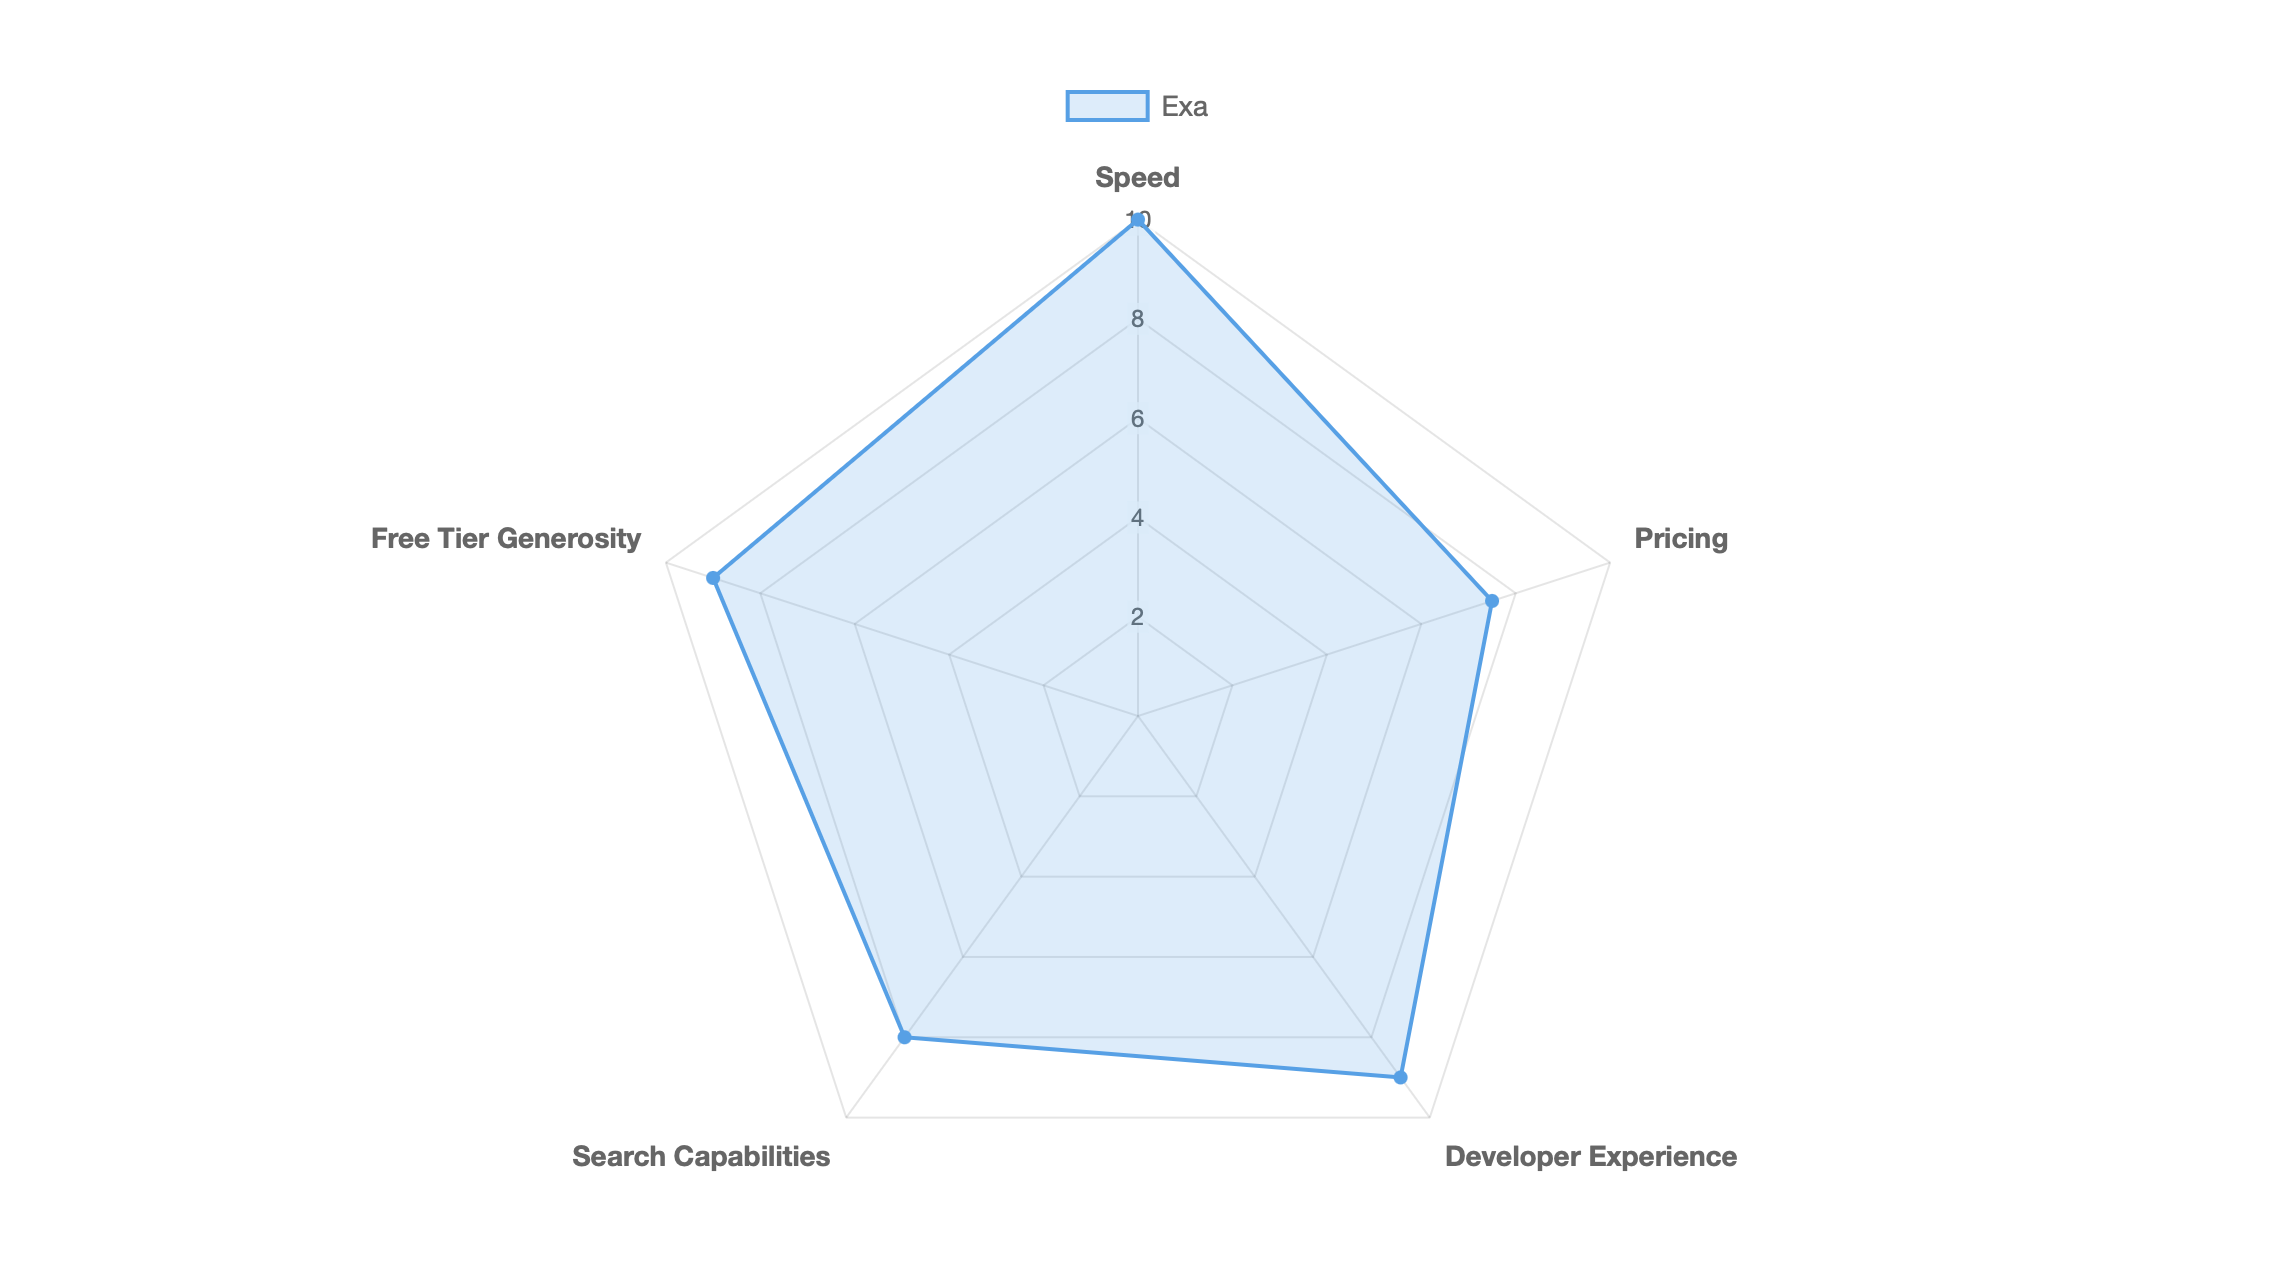 Exa
Speed
10
8
6
4
2
Free Tier Generosity
Pricing
Search Capabilities
Developer Experience